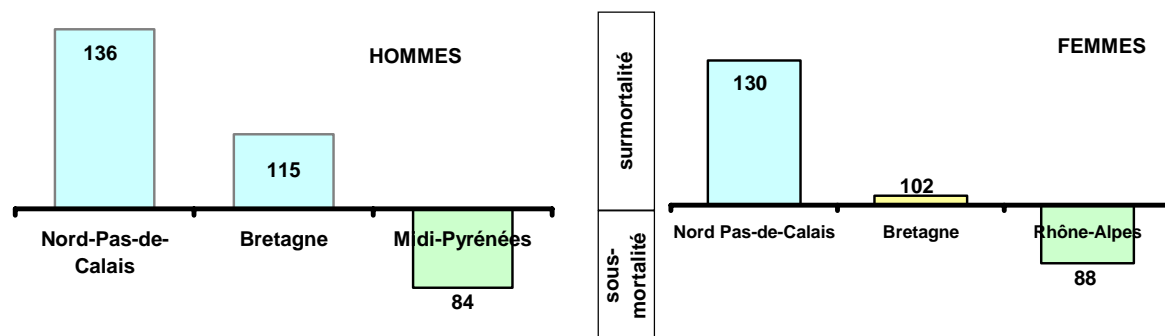 HOMMES
136
115
Nord-Pas-de-
Calais
Bretagne
Midi-Pyrénées
84
surmortalité
sous-
mortalité
FEMMES
130
102
Nord Pas-de-Calais
Bretagne
Rhône-Alpes
88